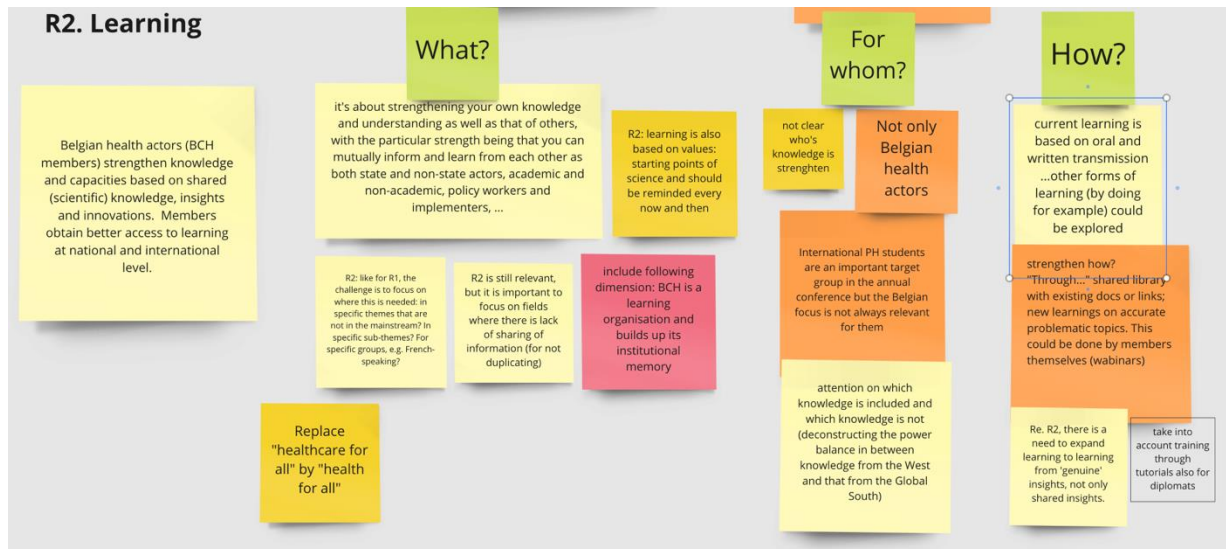 R2. Learning
Belgian health actors (BCH
members) strengthen knowledge
and capacities based on shared
(scientific) knowledge, insights
and innovations. Members
obtain better access to learning
at national and international
level.
What?
it's about strengthening your own knowledge
and understanding as well as that of others,
with the particular strength being that you can
mutually inform and learn from each other as
both state and non-state actors, academic and
non-academic, policy workers and
implementers, ...
R2: learning is also
based on values:
starting points of
science and should
be reminded every
now and then
R2: like for R1, the
challenge is to focus on
where this is needed: in
specific themes that are
not in the mainstream? In
specific sub-themes? For
specific groups, e.g. French-
speaking?
R2 is still relevant,
but it is important to
focus on fields
where there is lack
of sharing of
information (for not
duplicating)
include following
dimension: BCH is a
learning
organisation and
builds up its
institutional
memory
Replace
"healthcare for
all" by "health
for all"
For
whom?
not clear
who's
knowledge is
strenghten
Not only
Belgian
health
actors
International PH students
are an important target
group in the annual
conference but the Belgian
focus is not always relevant
for them
attention on which
knowledge is included and
which knowledge is not
(deconstructing the power
balance in between
knowledge from the West
and that from the Global
South)
How?
current learning is
based on oral and
written transmission
...other forms of
learning (by doing
for example) could
be explored
strengthen how?
"Through..." shared library
with existing docs or links;
new learnings on accurate
problematic topics. This
could be done by members
themselves (wabinars)
Re. R2, there is a
need to expand
learning to learning
from 'genuine'
insights, not only
shared insights.
take into
account training
through
tutorials also for
diplomats